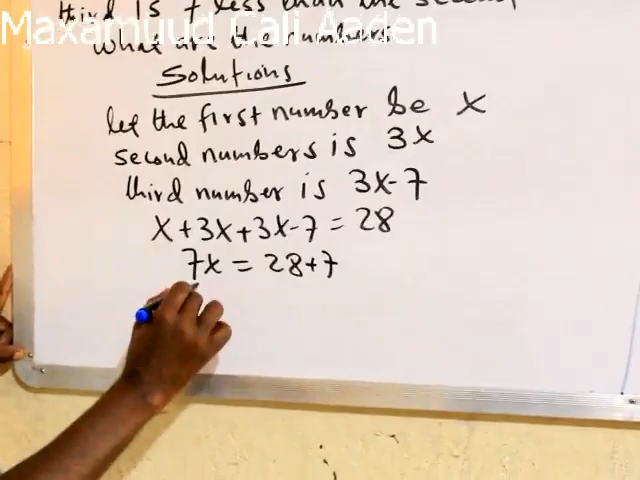 third is 7 less than the second
Maxamuud Cali Aaden
What are the numbers
Solutions
let the first number be x
second numbers is 3x
third number is 3x-7
x+3x+3x-7=28
7x = 28+7